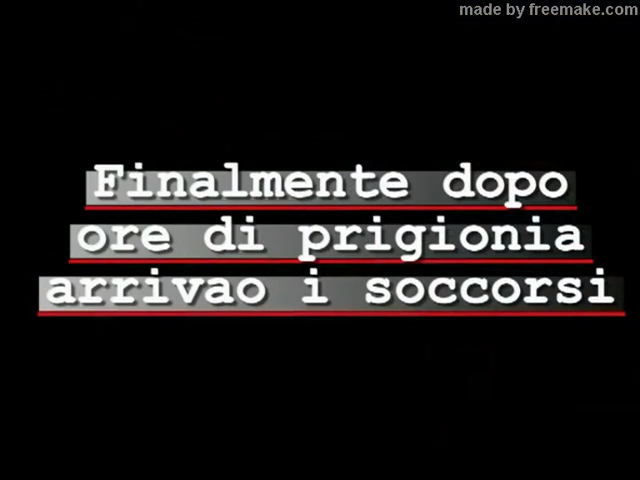 made by freemake.com
Finalmente dopo
ore di prigionia
arrivao i soccorsi